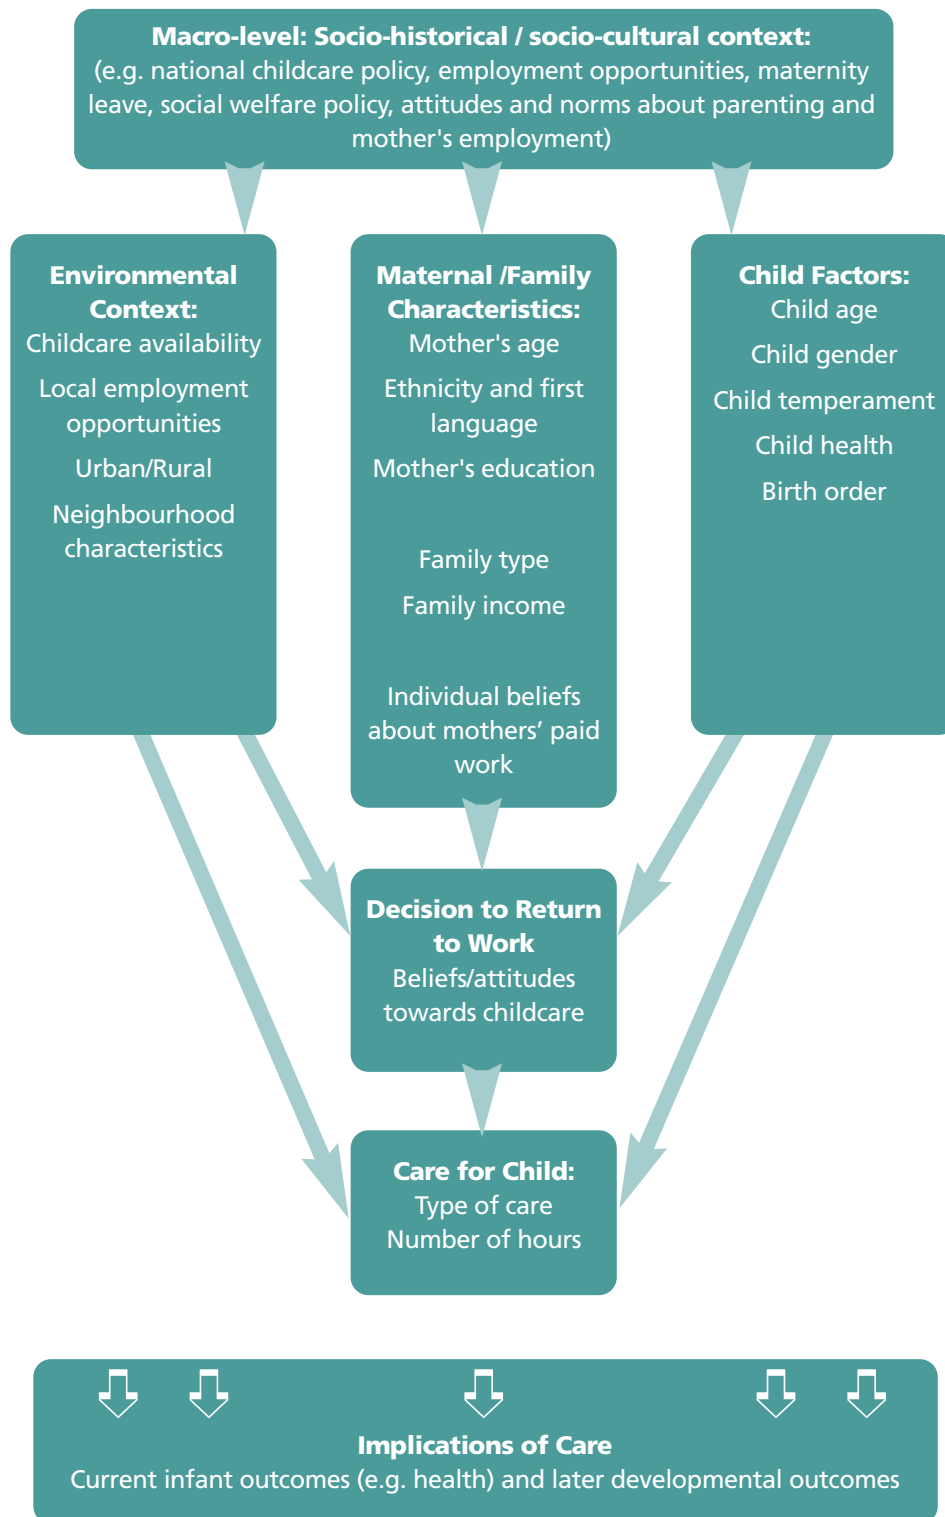 Macro-level: Socio-historical / socio-cultural context:
(e.g. national childcare policy, employment opportunities, maternity
leave, social welfare policy, attitudes and norms about parenting and
mother's employment)
Environmental
Context:
Childcare availability
Local employment
opportunities
Urban/Rural
Neighbourhood
characteristics
Maternal /Family
Characteristics:
Mother's age
Ethnicity and first
language
Mother's education
Family type
Family income
Individual beliefs
about mothers’ paid
work
Child Factors:
Child age
Child gender
Child temperament
Child health
Birth order
Decision to Return
to Work
Beliefs/attitudes
towards childcare
Care for Child:
Type of care
Number of hours
Implications of Care
Current infant outcomes (e.g. health) and later developmental outcomes